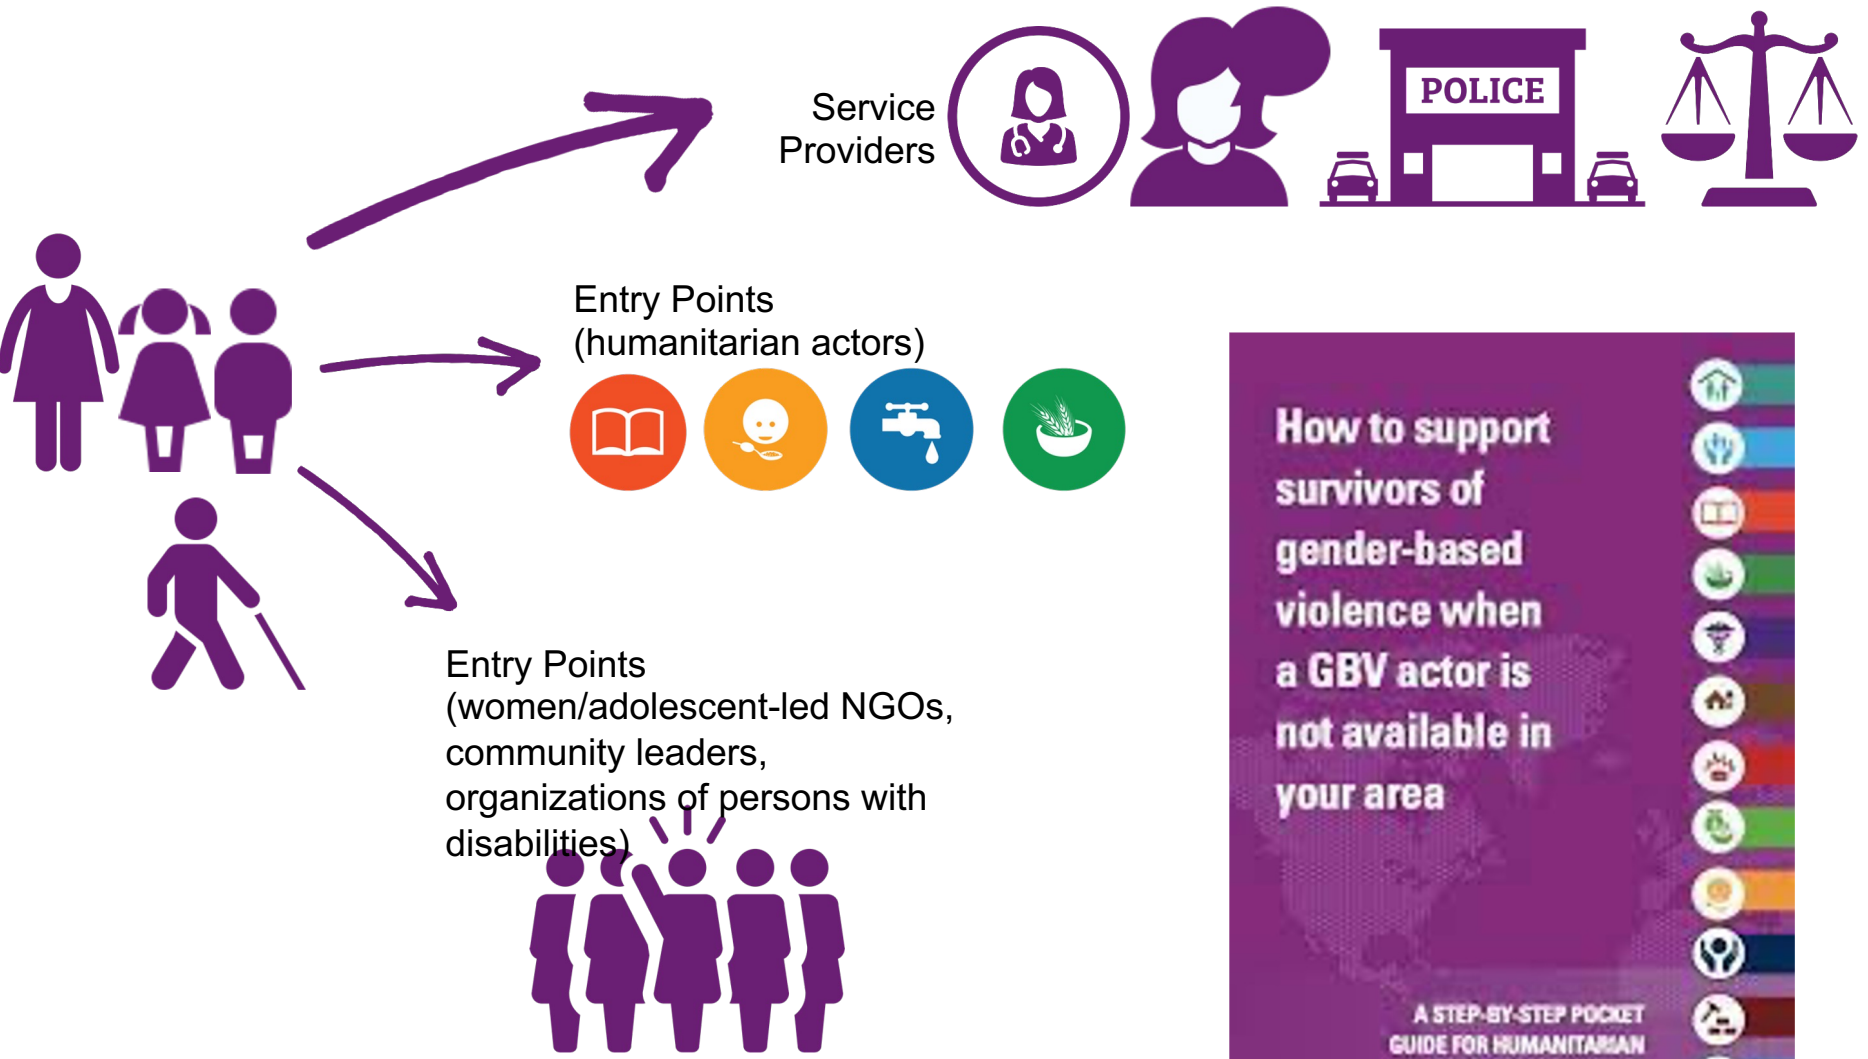 Service
Providers
POLICE
Entry Points
(humanitarian actors)
Entry Points
(women/adolescent-led NGOs,
community leaders,
organizations of persons with
disabilities)
How to support
survivors of
gender-based
violence when
a GBV actor is
not available in
your area
A STEP-BY-STEP POCKET
GUIDE FOR HUMANITARIAN